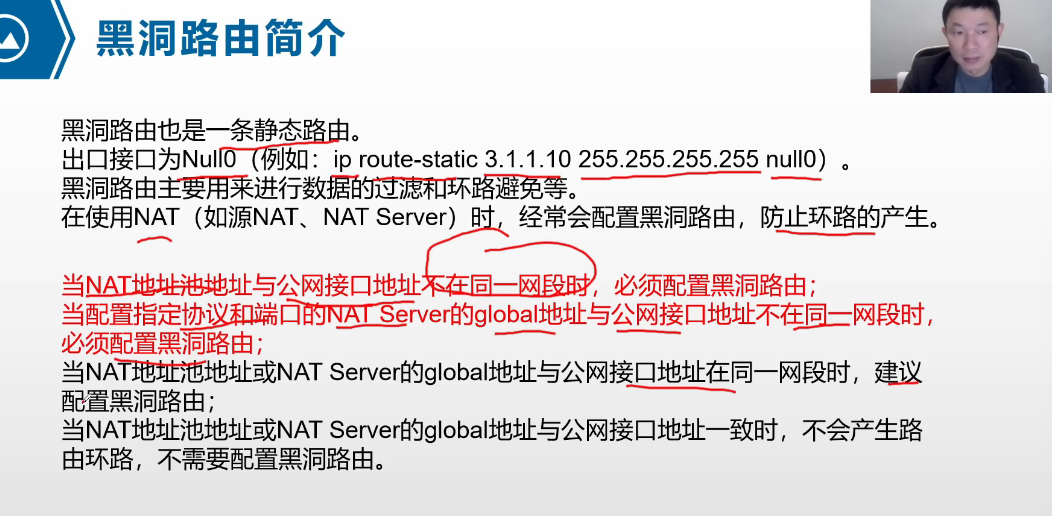 黑洞路由简介
黑洞路由也是一条静态路由。
出口接口为Null0（例如：ip route-static 3.1.1.10 255.255.255.255 null0）。
黑洞路由主要用来进行数据的过滤和环路避免等。
在使用NAT（如源NAT、NAT Server）时，经常会配置黑洞路由，防止环路的产生。
当NAT地址池地址与公网接口地址不在同一网段时，必须配置黑洞路由；
当配置指定协议和端口的NAT Server的global地址与公网接口地址不在同一网段时，
必须配置黑洞路由；
当NAT地址池地址或NAT Server的global地址与公网接口地址在同一网段时，建议
配置黑洞路由；
当NAT地址池地址或NAT Server的global地址与公网接口地址一致时，不会产生路
由环路，不需要配置黑洞路由。